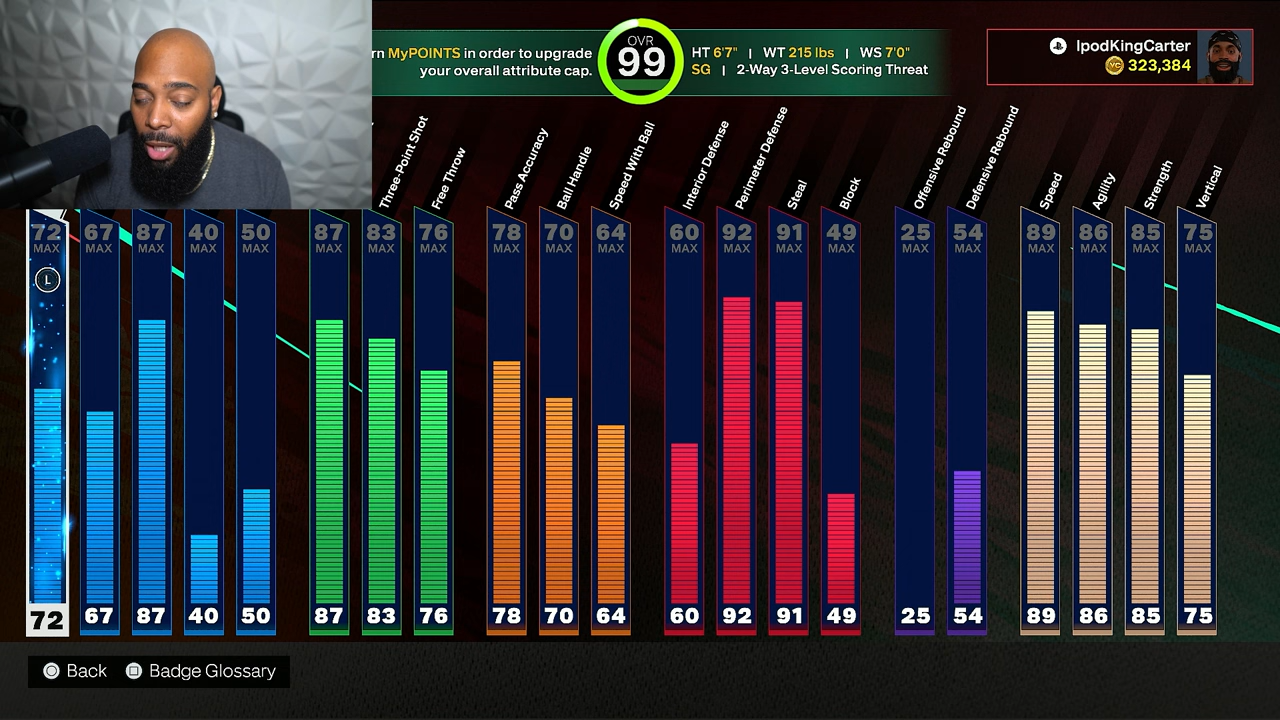 rn MyPOINTS in order to upgrade
your overall attribute cap.
OVR
99
HT 6'7" | WT 215 lbs | WS 7'0"
SG | 2-Way 3-Level Scoring Threat
IpodKingCarter
VC 323,384
Three-Point Shot
Free Throw
Pass Accuracy
Ball Handle
Speed With Ball
Interior Defense
Perimeter Defense
Steal
Block
Offensive Rebound
Defensive Rebound
Speed
Agility
Strength
Vertical
72 67 87 40 50 87 83 76 78 70 64 60 92 91 49 25 54 89 86 85 75
MAX MAX MAX MAX MAX MAX MAX MAX MAX MAX MAX MAX MAX MAX MAX MAX MAX MAX MAX MAX MAX
L
72 67 87 40 50 87 83 76 78 70 64 60 92 91 49 25 54 89 86 85 75
Back Badge Glossary